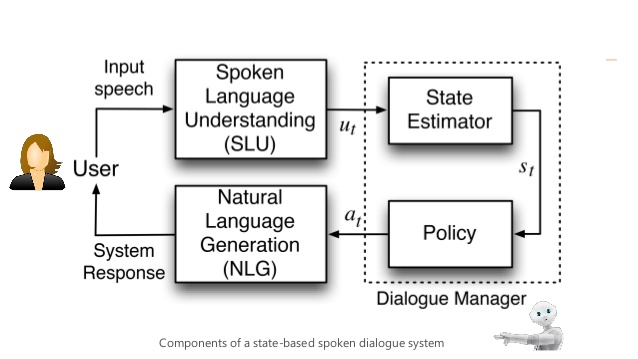 Input
speech
Spoken
Language
Understanding
(SLU)
u_t
State
Estimator
s_t
User
Natural
Language
Generation
(NLG)
a_t
Policy
System
Response
Dialogue Manager
Components of a state-based spoken dialogue system